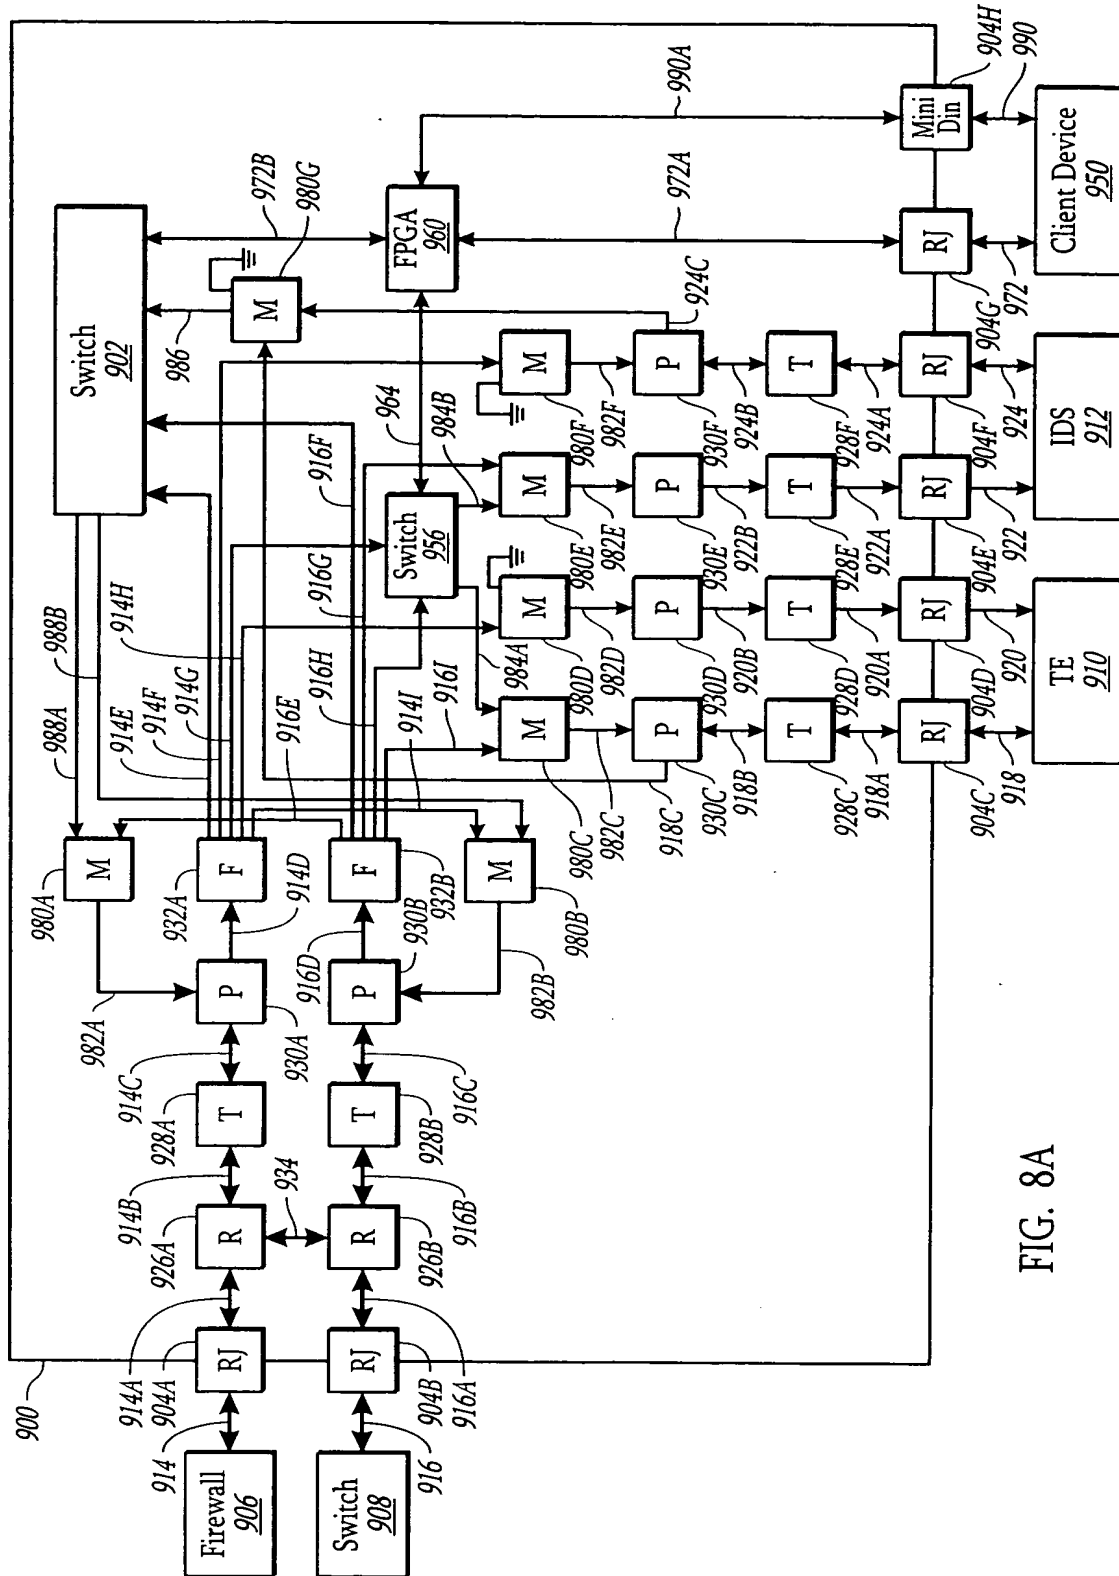 900
Firewall
906
914
RJ
904A
914A
R
926A
914B
T
928A
914C
P
930A
982A
914D
F
932A
M
980A
988A
988B
914E
914F
914G
914H
916E
914I
Switch
908
916
RJ
904B
916A
934
R
926B
916B
T
928B
916C
P
930B
916D
F
932B
M
980B
982B
916F
916G
916H
916I
Switch
902
986
M
980G
972B
FPGA
960
990A
972A
964
Switch
956
984A
984B
924C
918C
M
980C
M
980D
M
980E
M
980F
982C
982D
982E
982F
P
930C
P
930D
P
930E
P
930F
918B
920B
922B
924B
T
928C
T
928D
T
928E
T
928F
918A
920A
922A
924A
RJ
904C
RJ
904D
RJ
904E
RJ
904F
RJ
904G
Mini
Din
904H
918
920
922
924
972
990
TE
910
IDS
912
Client Device
950
FIG. 8A